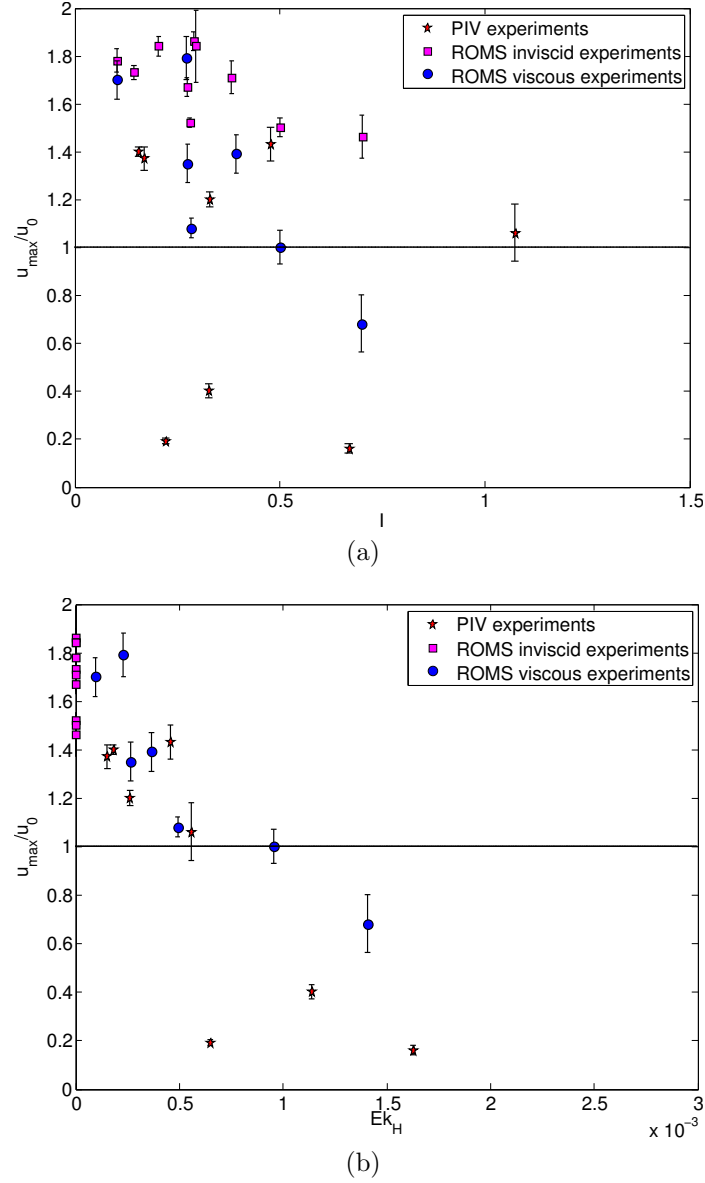 2
1.8
1.6
1.4
1.2
1
0.8
0.6
0.4
0.2
0
u_max/u_0
PIV experiments
ROMS inviscid experiments
ROMS viscous experiments
0 0.5 1 1.5
I
(a)
2
1.8
1.6
1.4
1.2
1
0.8
0.6
0.4
0.2
0
u_max/u_0
PIV experiments
ROMS inviscid experiments
ROMS viscous experiments
0 0.5 1 1.5 2 2.5 3
Ek_H
x 10^-3
(b)